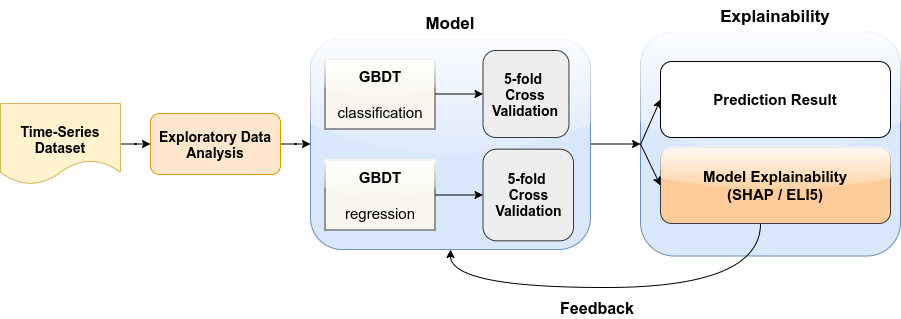 Model
Explainability
Time-Series
Dataset
Exploratory Data
Analysis
GBDT
classification
5-fold
Cross
Validation
GBDT
regression
5-fold
Cross
Validation
Prediction Result
Model Explainability
(SHAP / ELI5)
Feedback